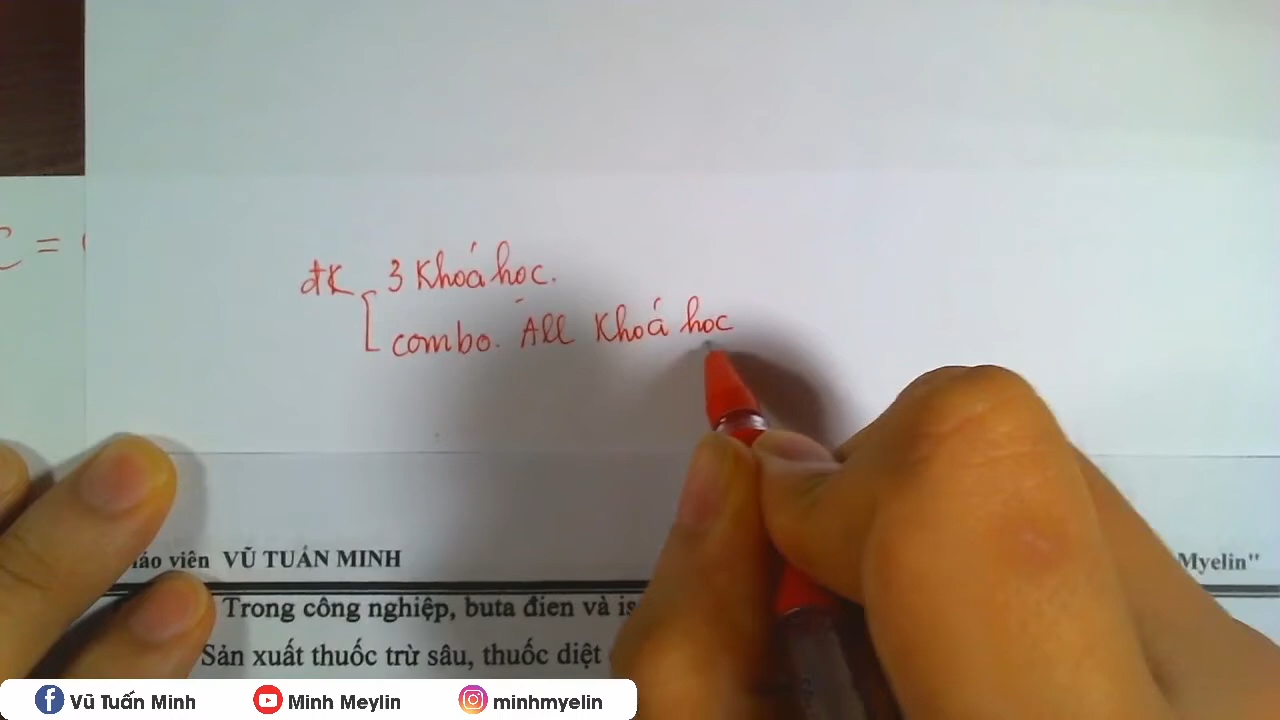 C =
đK 3 Khoá học.
combo. All Khoá học
iáo viên VŨ TUẤN MINH
Myelin"
Trong công nghiệp, buta đien và is
Sản xuất thuốc trừ sâu, thuốc diệt
Vũ Tuấn Minh
Minh Meylin
minhmyelin